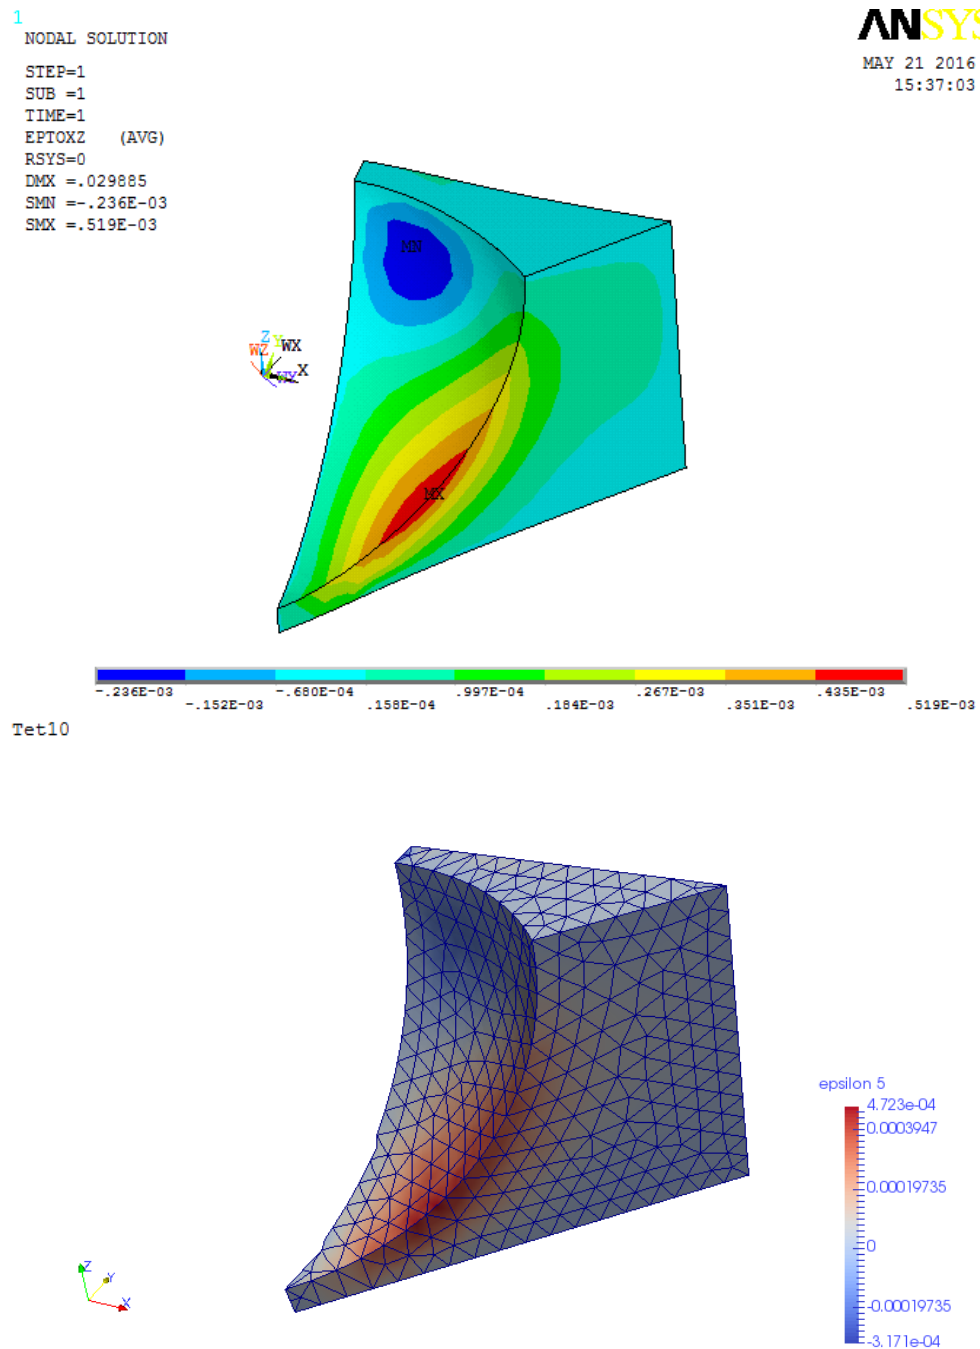 1
NODAL SOLUTION
ANSYS
STEP=1
SUB =1
TIME=1
EPTOXZ (AVG)
RSYS=0
DMX =.029885
SMN =-.236E-03
SMX =.519E-03
MAY 21 2016
15:37:03
MN
Z Y WX
WZ
WY X
MX
-.236E-03 -.680E-04 .997E-04 .267E-03 .435E-03
-.152E-03 .158E-04 .184E-03 .351E-03 .519E-03
Tet10
epsilon 5
4.723e-04
0.0003947
0.00019735
0
-0.00019735
-3.171e-04
Z Y
X